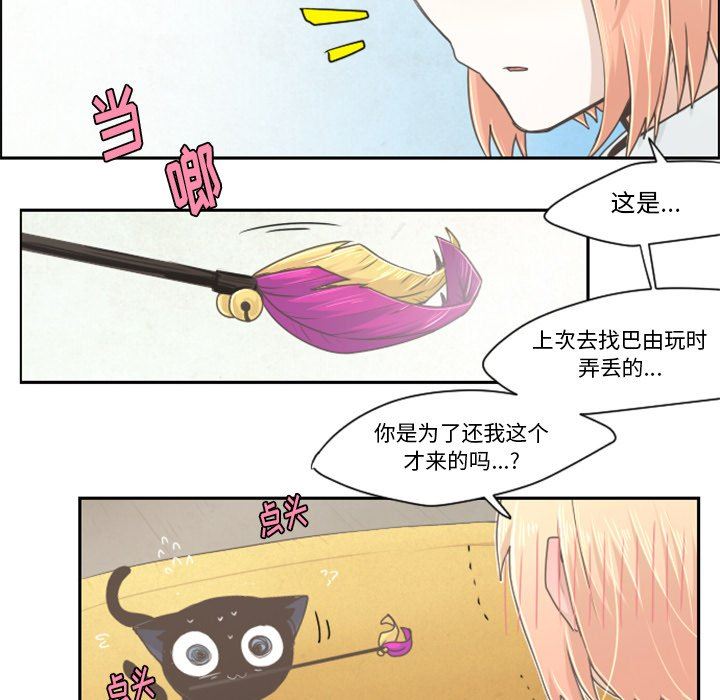 当
啷
这是...
上次去找巴由玩时
弄丢的...
你是为了还我这个
才来的吗...?
点头
点头